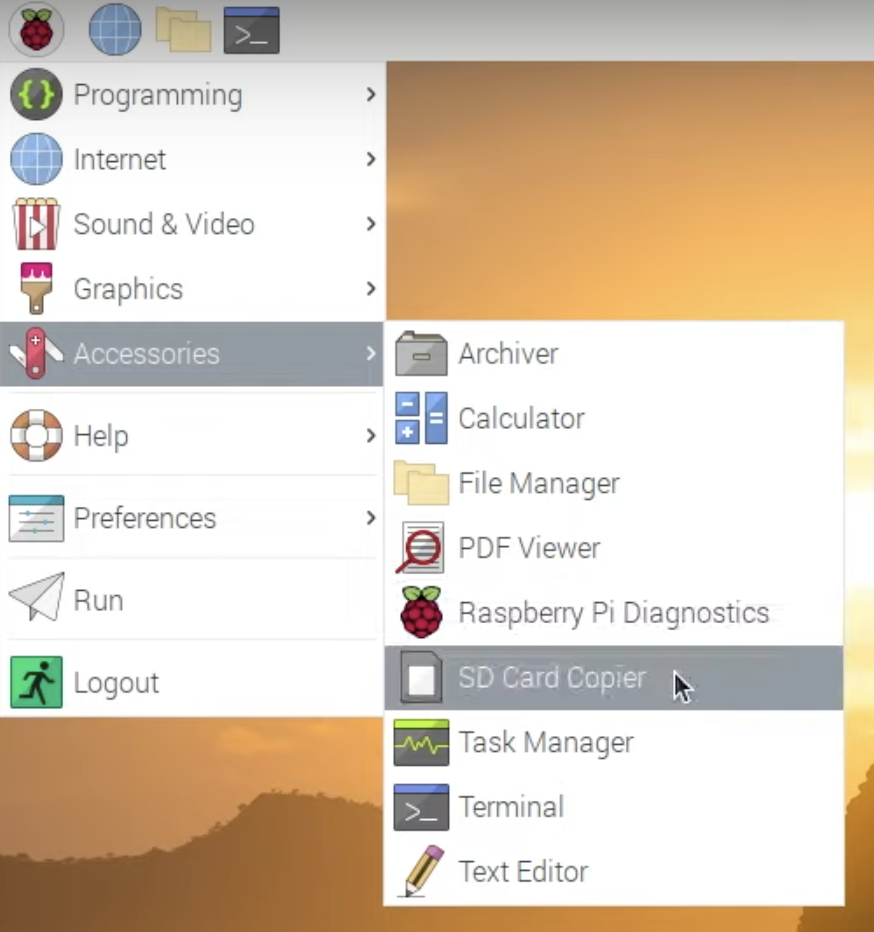 Programming
Internet
Sound & Video
Graphics
Accessories
Help
Preferences
Run
Logout
Archiver
Calculator
File Manager
PDF Viewer
Raspberry Pi Diagnostics
SD Card Copier
Task Manager
Terminal
Text Editor